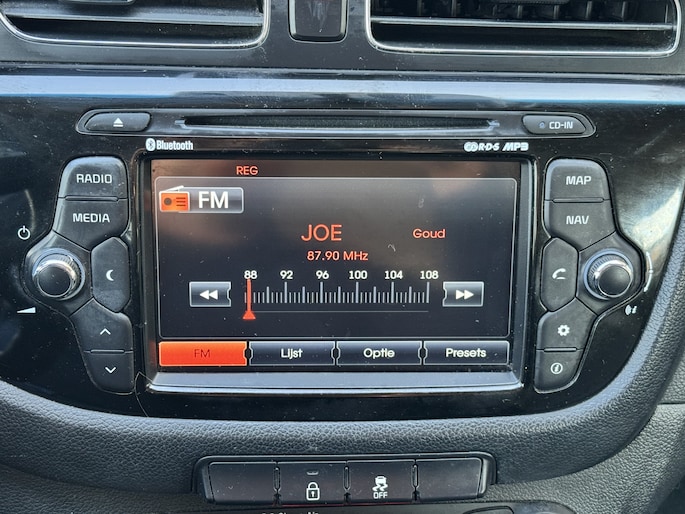 CD-IN
Bluetooth
R·D·S MP3
REG
RADIO
MEDIA
FM
JOE
Goud
87.90 MHz
88 92 96 100 104 108
FM Lijst Optie Presets
MAP
NAV
OFF